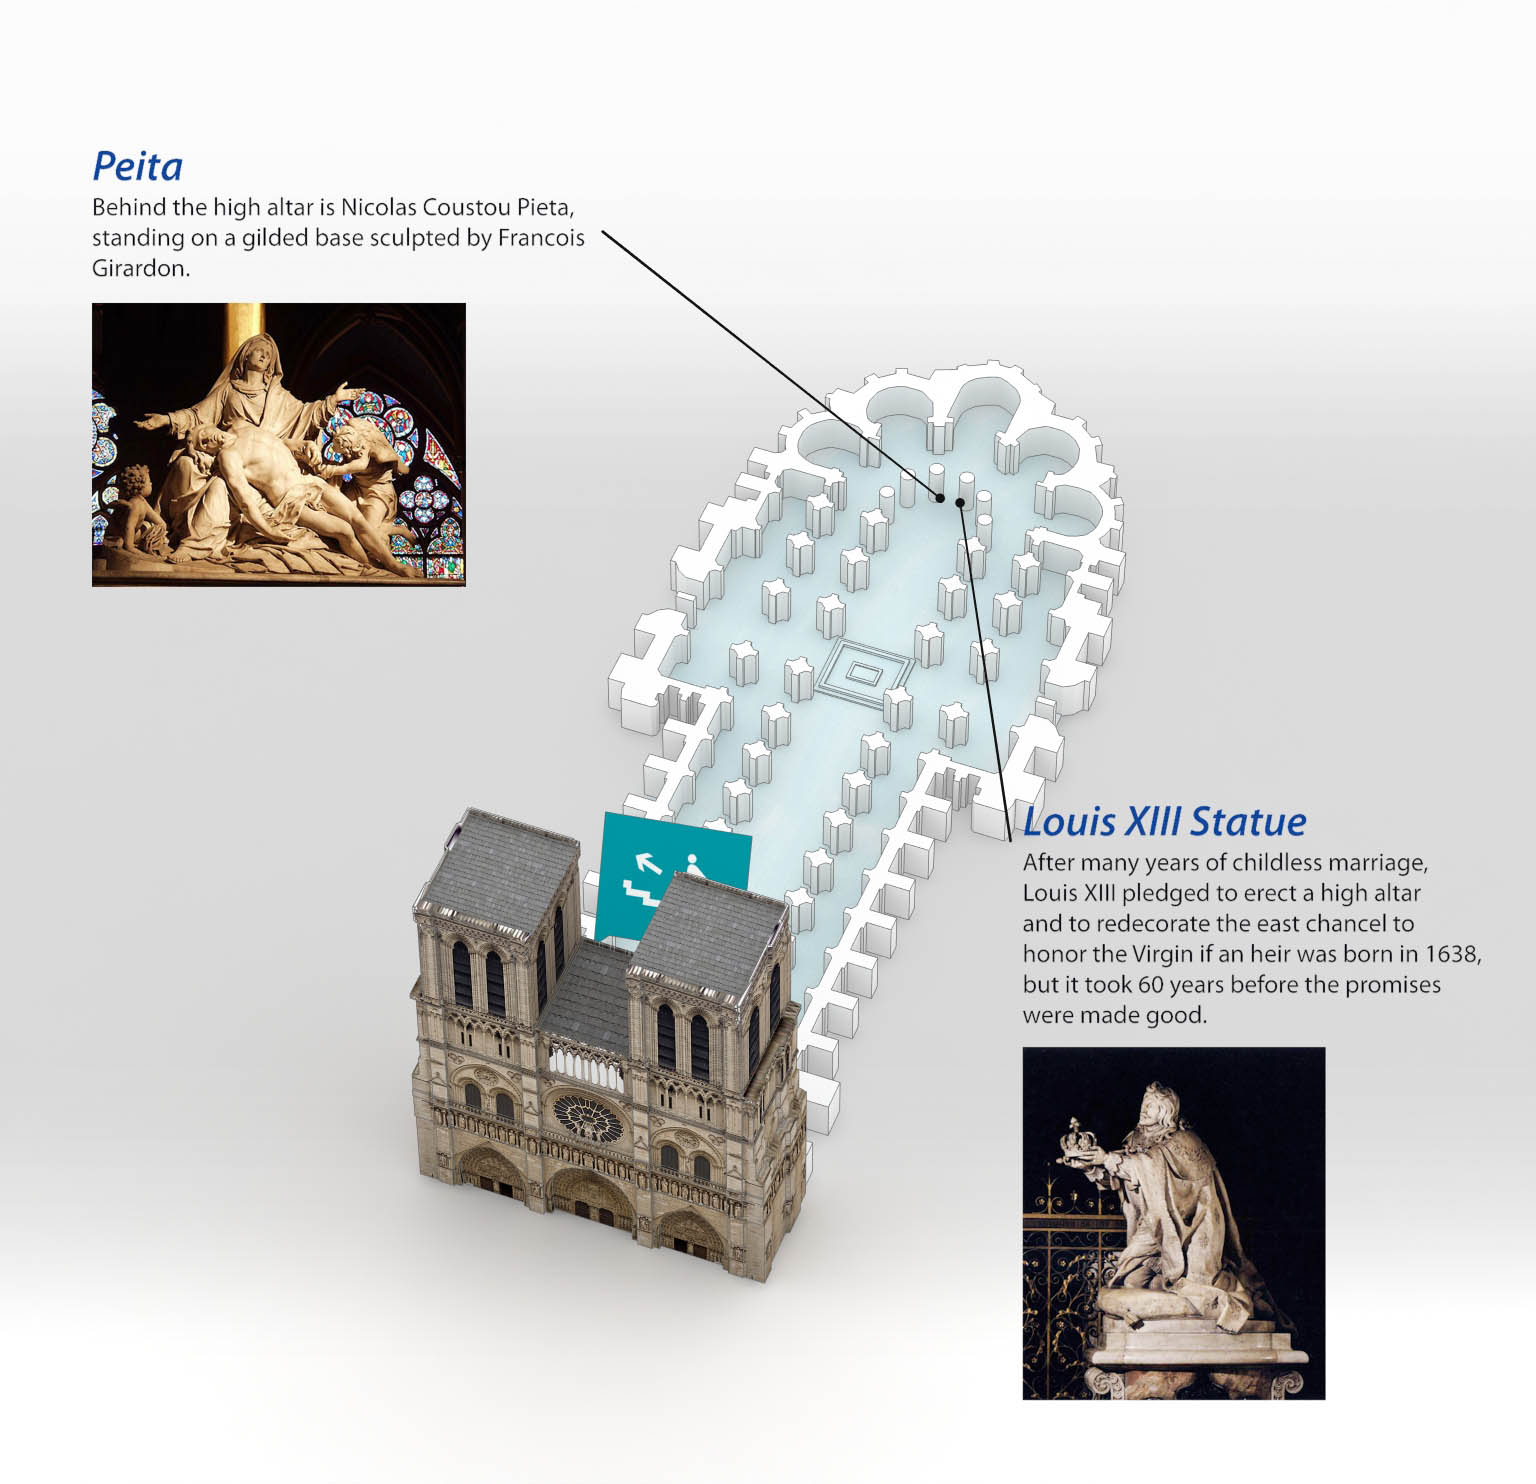 Peita
Behind the high altar is Nicolas Coustou Pieta,
standing on a gilded base sculpted by Francois
Girardon.
Louis XIII Statue
After many years of childless marriage,
Louis XIII pledged to erect a high altar
and to redecorate the east chancel to
honor the Virgin if an heir was born in 1638,
but it took 60 years before the promises
were made good.